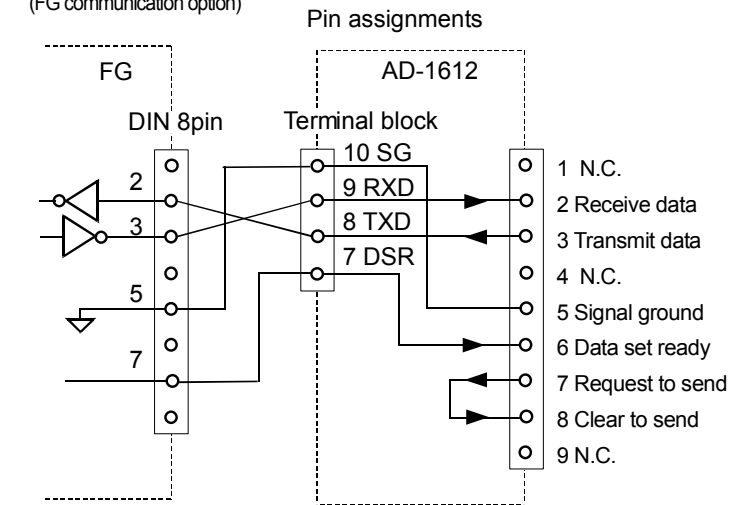 (FG communication option)
Pin assignments
FG
AD-1612
DIN 8pin
Terminal block
10 SG
9 RXD
8 TXD
7 DSR
2
3
5
7
1 N.C.
2 Receive data
3 Transmit data
4 N.C.
5 Signal ground
6 Data set ready
7 Request to send
8 Clear to send
9 N.C.